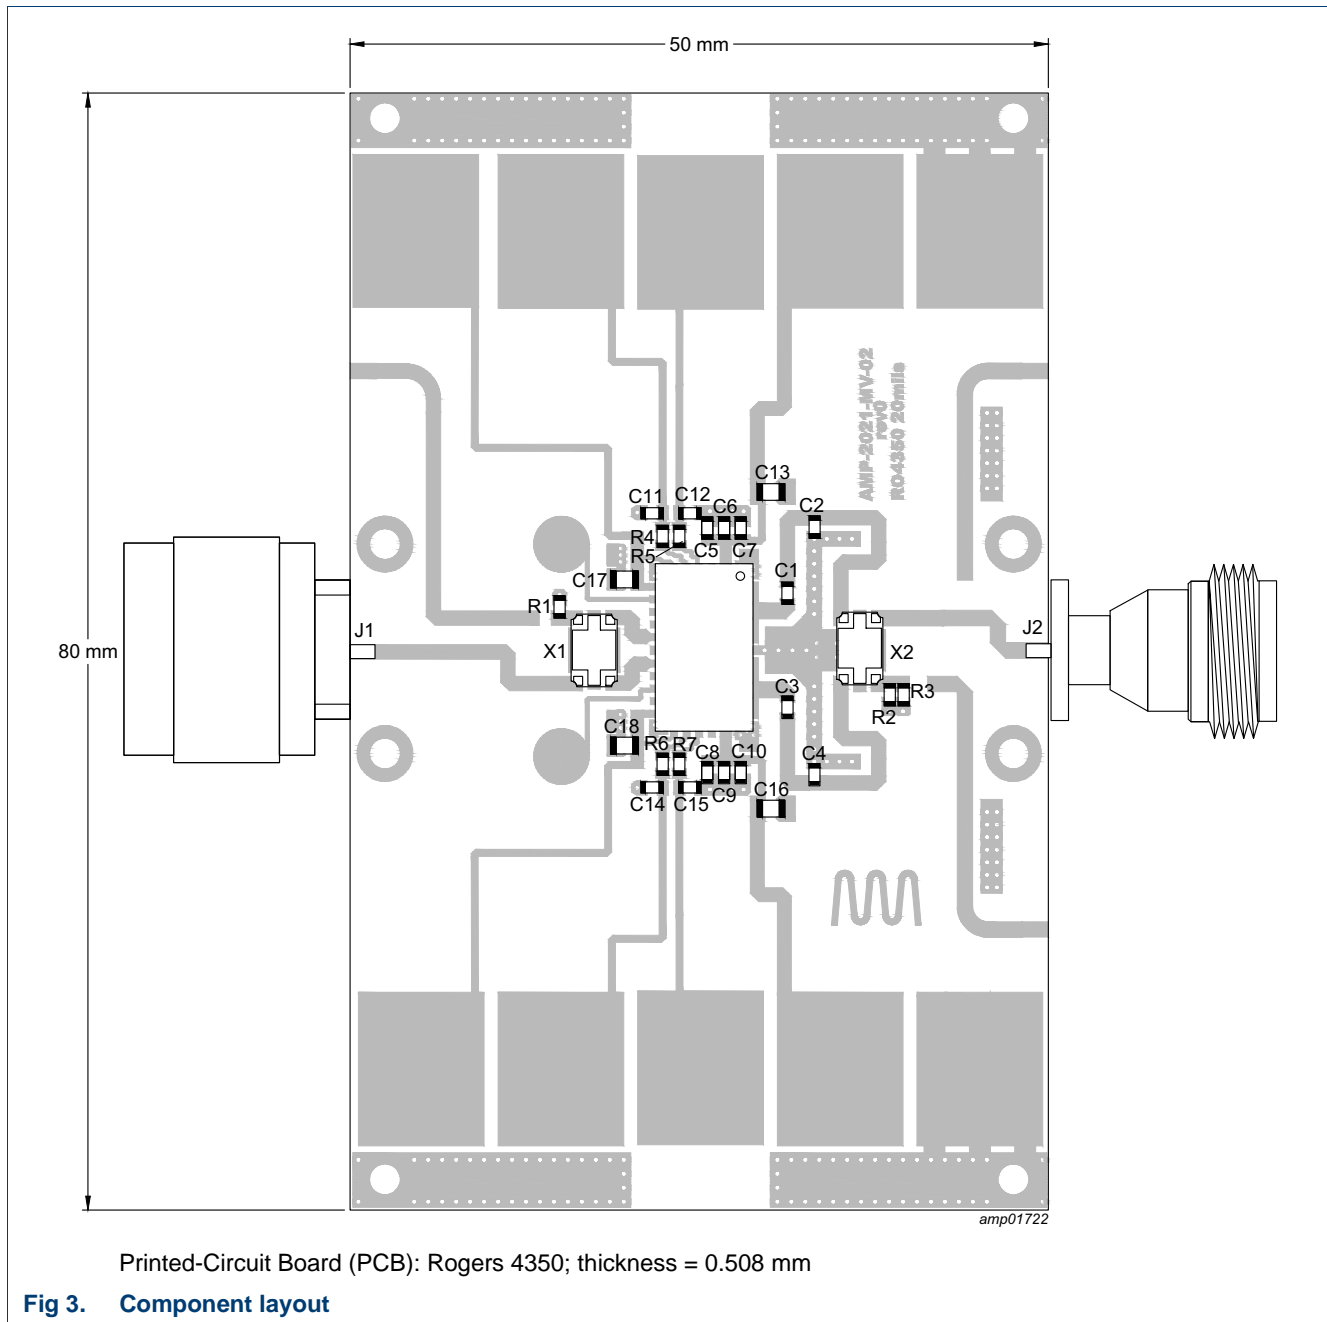 50 mm
80 mm
AMP-2021-MV-02
rev0
RO4350 20mils
C13
C11
C12
C6
C2
R4
R5
C5
C7
C17
C1
R1
J1
X1
X2
J2
C3
R3
R2
C18
R6
R7
C8
C10
C4
C14
C15
C9
C16
amp01722
Printed-Circuit Board (PCB): Rogers 4350; thickness = 0.508 mm
Fig 3. Component layout